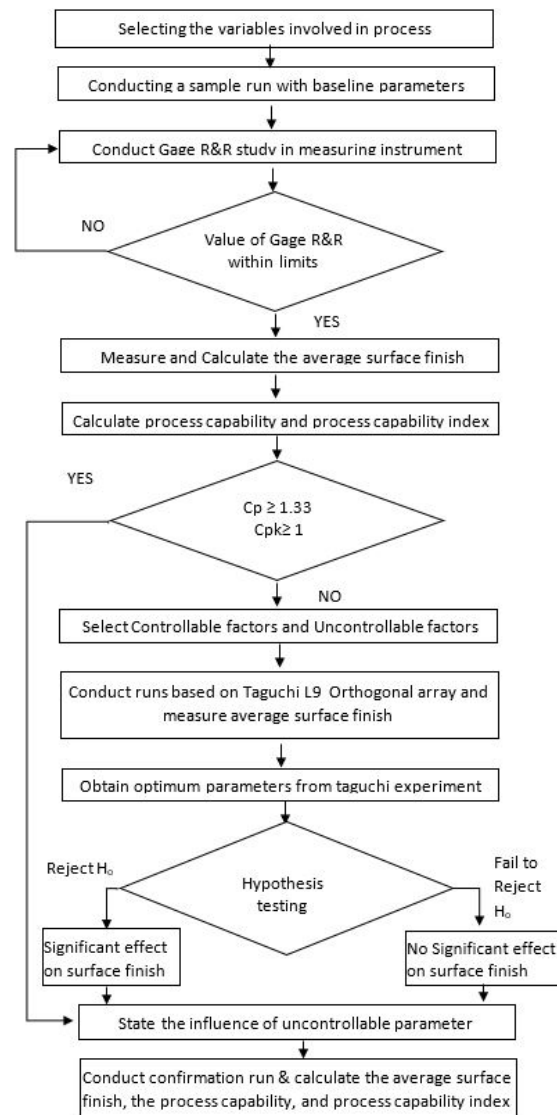 Selecting the variables involved in process
Conducting a sample run with baseline parameters
Conduct Gage R&R study in measuring instrument
NO
Value of Gage R&R
within limits
YES
Measure and Calculate the average surface finish
Calculate process capability and process capability index
YES
Cp ≥ 1.33
Cpk≥ 1
NO
Select Controllable factors and Uncontrollable factors
Conduct runs based on Taguchi L9 Orthogonal array and
measure average surface finish
Obtain optimum parameters from taguchi experiment
Reject H₀
Hypothesis
testing
Fail to
Reject
H₀
Significant effect
on surface finish
No Significant effect
on surface finish
State the influence of uncontrollable parameter
Conduct confirmation run & calculate the average surface
finish, the process capability, and process capability index